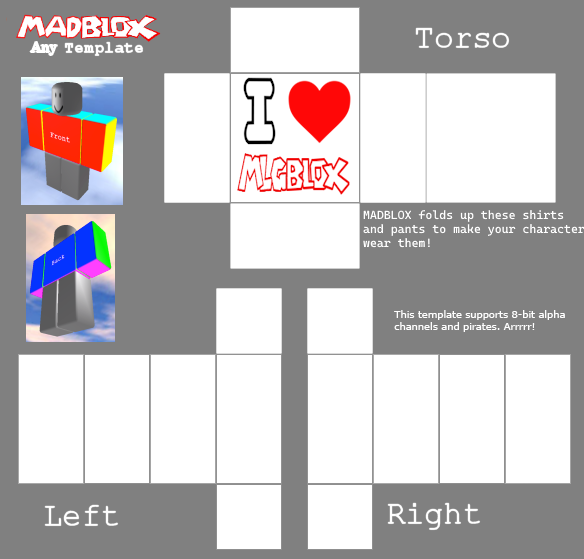 MADBLOX
Any Template
Torso
Front
I
MLGBLOX
MADBLOX folds up these shirts
and pants to make your character
wear them!
Back
This template supports 8-bit alpha
channels and pirates. Arrrrr!
Left
Right